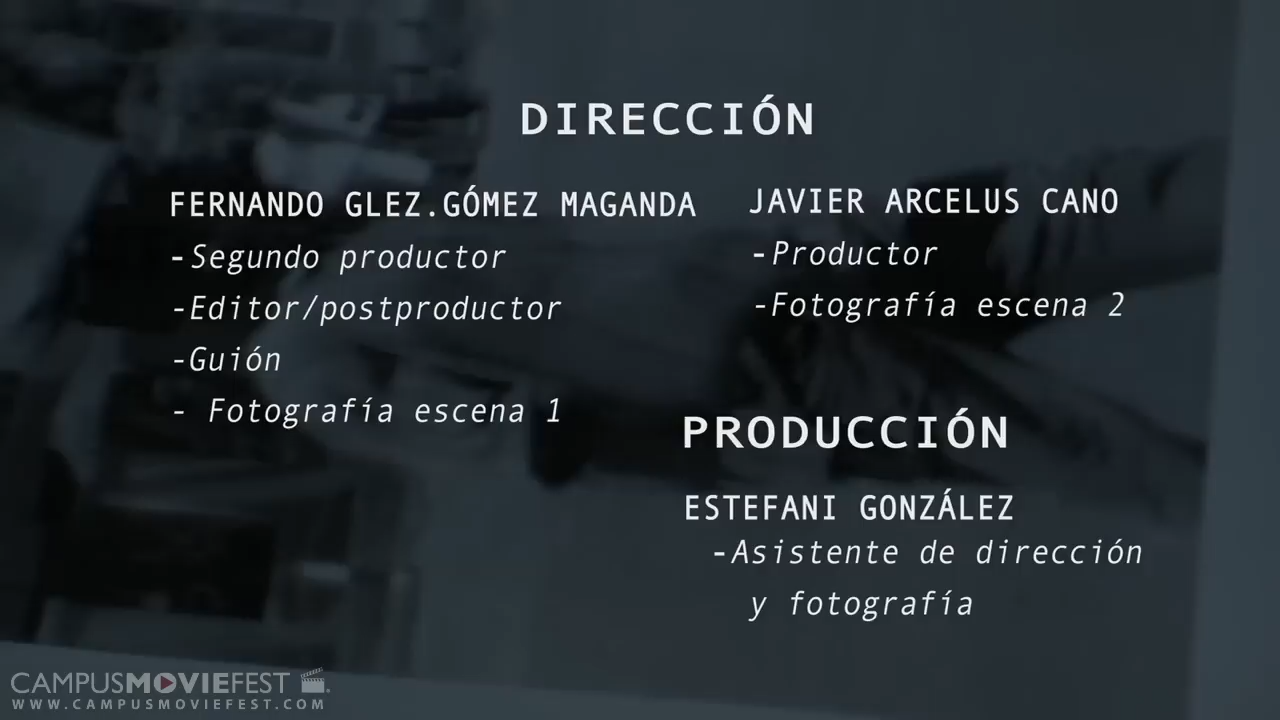 DIRECCIÓN
FERNANDO GLEZ.GÓMEZ MAGANDA
-Segundo productor
-Editor/postproductor
-Guión
- Fotografía escena 1
JAVIER ARCELUS CANO
-Productor
-Fotografía escena 2
PRODUCCIÓN
ESTEFANI GONZÁLEZ
-Asistente de dirección
y fotografía
CAMPUSMOVIEFEST
WWW.CAMPUSMOVIEFEST.COM